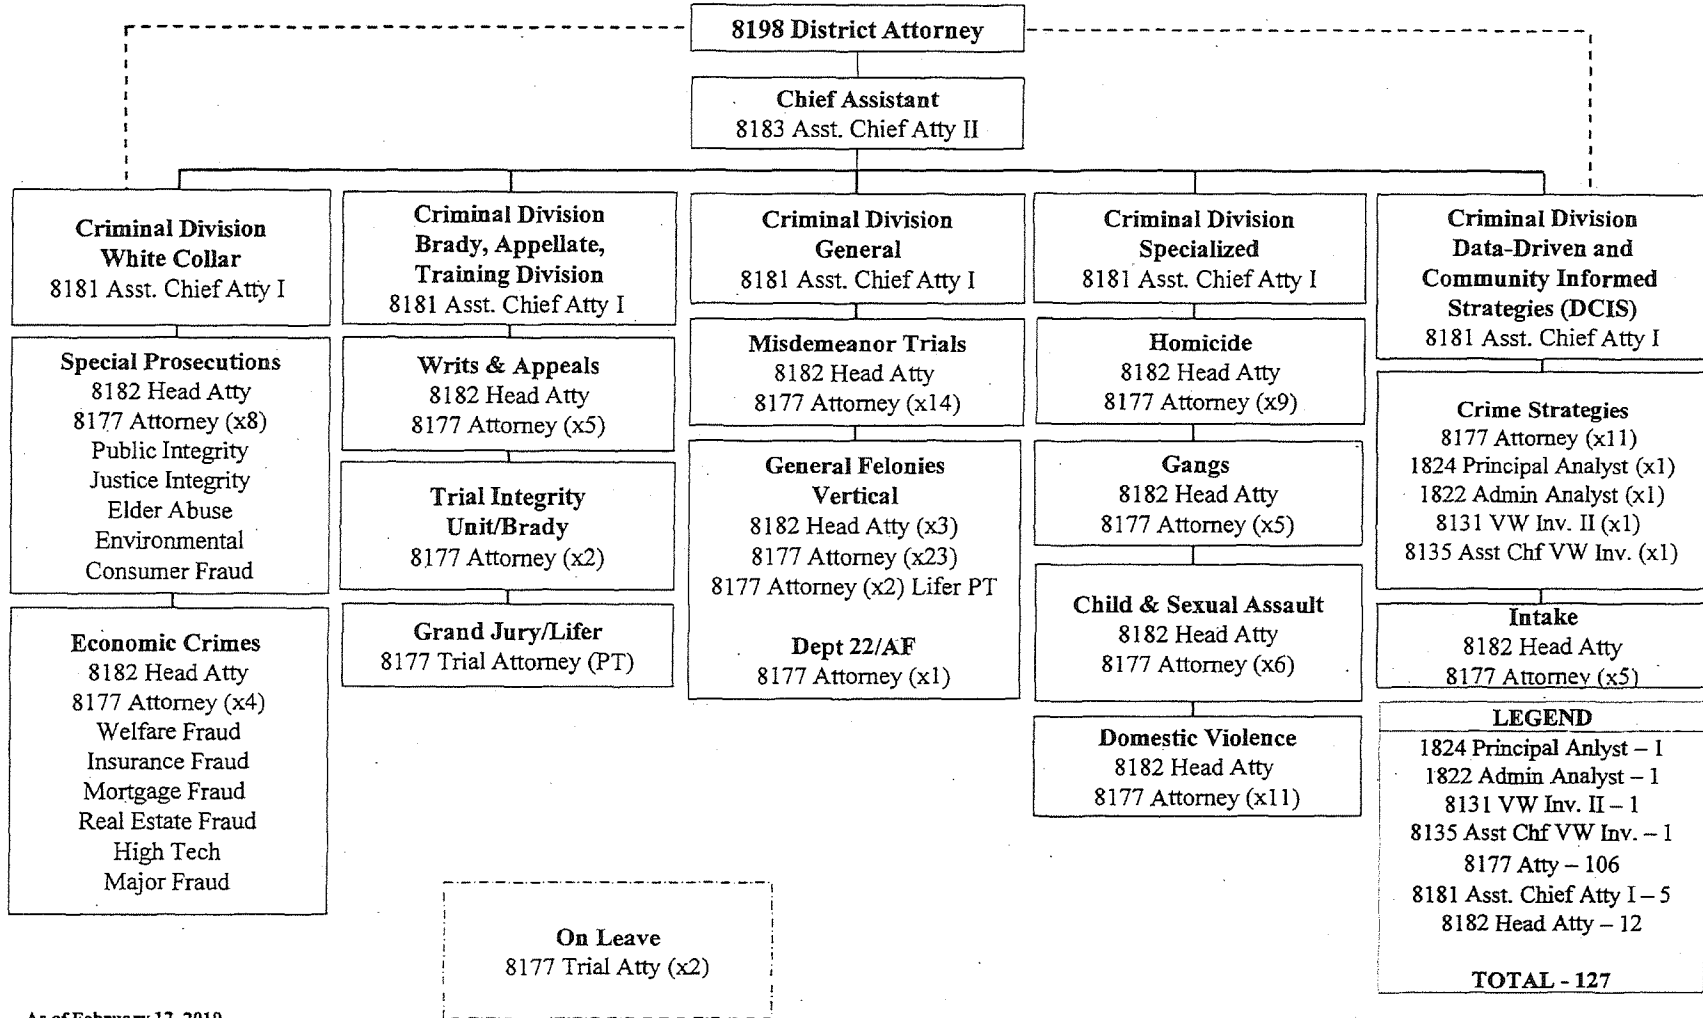 8198 District Attorney
Chief Assistant
8183 Asst. Chief Atty II
Criminal Division
White Collar
8181 Asst. Chief Atty I
Special Prosecutions
8182 Head Atty
8177 Attorney (x8)
Public Integrity
Justice Integrity
Elder Abuse
Environmental
Consumer Fraud
Economic Crimes
8182 Head Atty
8177 Attorney (x4)
Welfare Fraud
Insurance Fraud
Mortgage Fraud
Real Estate Fraud
High Tech
Major Fraud
Criminal Division
Brady, Appellate,
Training Division
8181 Asst. Chief Atty I
Writs & Appeals
8182 Head Atty
8177 Attorney (x5)
Trial Integrity
Unit/Brady
8177 Attorney (x2)
Grand Jury/Lifer
8177 Trial Attorney (PT)
Criminal Division
General
8181 Asst. Chief Atty I
Misdemeanor Trials
8182 Head Atty
8177 Attorney (x14)
General Felonies
Vertical
8182 Head Atty (x3)
8177 Attorney (x23)
8177 Attorney (x2) Lifer PT
Dept 22/AF
8177 Attorney (x1)
Criminal Division
Specialized
8181 Asst. Chief Atty I
Homicide
8182 Head Atty
8177 Attorney (x9)
Gangs
8182 Head Atty
8177 Attorney (x5)
Child & Sexual Assault
8182 Head Atty
8177 Attorney (x6)
Domestic Violence
8182 Head Atty
8177 Attorney (x11)
Criminal Division
Data-Driven and
Community Informed
Strategies (DCIS)
8181 Asst. Chief Atty I
Crime Strategies
8177 Attorney (x11)
1824 Principal Analyst (x1)
1822 Admin Analyst (x1)
8131 VW Inv. II (x1)
8135 Asst Chf VW Inv. (x1)
Intake
8182 Head Atty
8177 Attorney (x5)
LEGEND
1824 Principal Anlyst – 1
1822 Admin Analyst – 1
8131 VW Inv. II – 1
8135 Asst Chf VW Inv. – 1
8177 Atty – 106
8181 Asst. Chief Atty I – 5
8182 Head Atty – 12
TOTAL - 127
On Leave
8177 Trial Atty (x2)
As of February 12, 2019